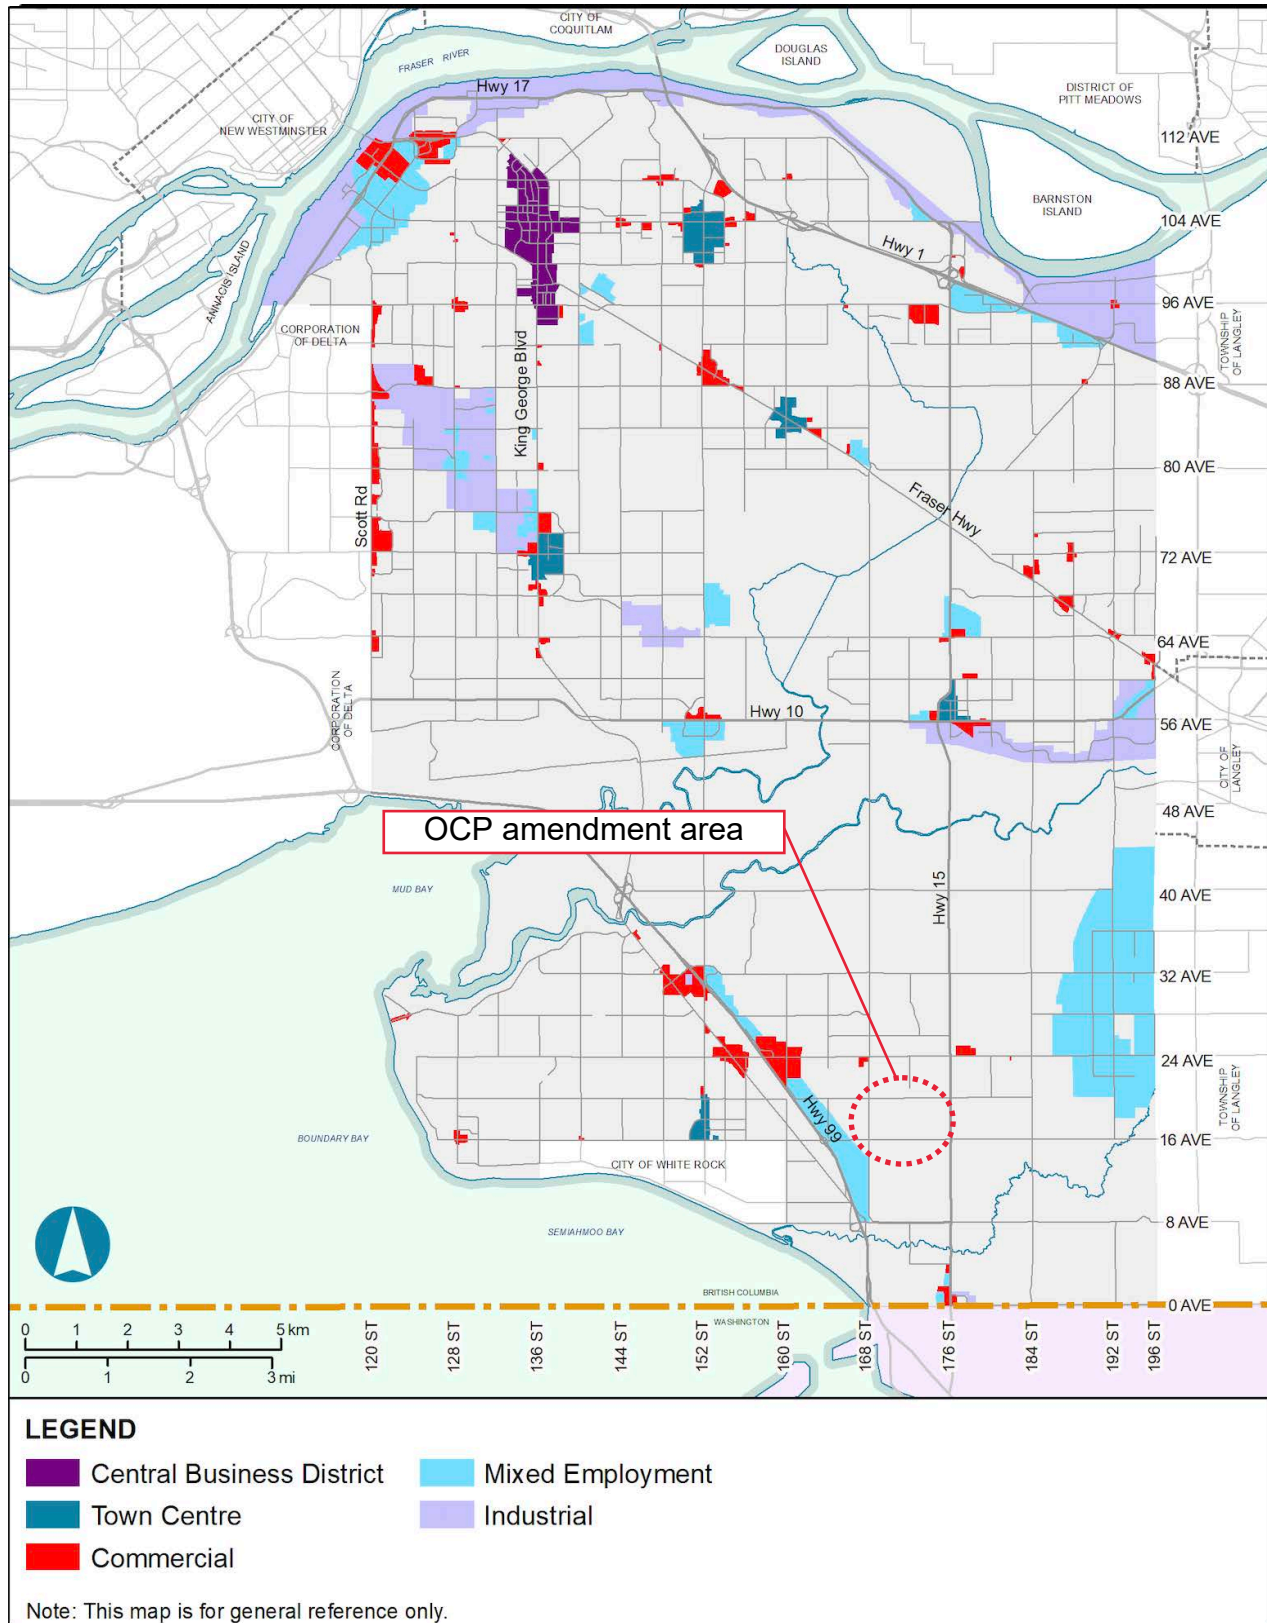 CITY OF
COQUITLAM
DOUGLAS
ISLAND
FRASER RIVER
Hwy 17
DISTRICT OF
PITT MEADOWS
CITY OF
NEW WESTMINSTER
112 AVE
BARNSTON
ISLAND
104 AVE
Hwy 1
ANNACIS ISLAND
96 AVE
CORPORATION
OF DELTA
TOWNSHIP
OF LANGLEY
King George Blvd
88 AVE
80 AVE
Scott Rd
Fraser Hwy
72 AVE
64 AVE
CORPORATION
OF DELTA
Hwy 10
56 AVE
CITY OF
LANGLEY
48 AVE
OCP amendment area
MUD BAY
Hwy 15
40 AVE
32 AVE
24 AVE
TOWNSHIP
OF LANGLEY
Hwy 99
BOUNDARY BAY
16 AVE
CITY OF WHITE ROCK
8 AVE
SEMIAHMOO BAY
BRITISH COLUMBIA
0 AVE
WASHINGTON
0 1 2 3 4 5 km
0 1 2 3 mi
120 ST
128 ST
136 ST
144 ST
152 ST
160 ST
168 ST
176 ST
184 ST
192 ST
196 ST
LEGEND
Central Business District
Mixed Employment
Town Centre
Industrial
Commercial
Note: This map is for general reference only.